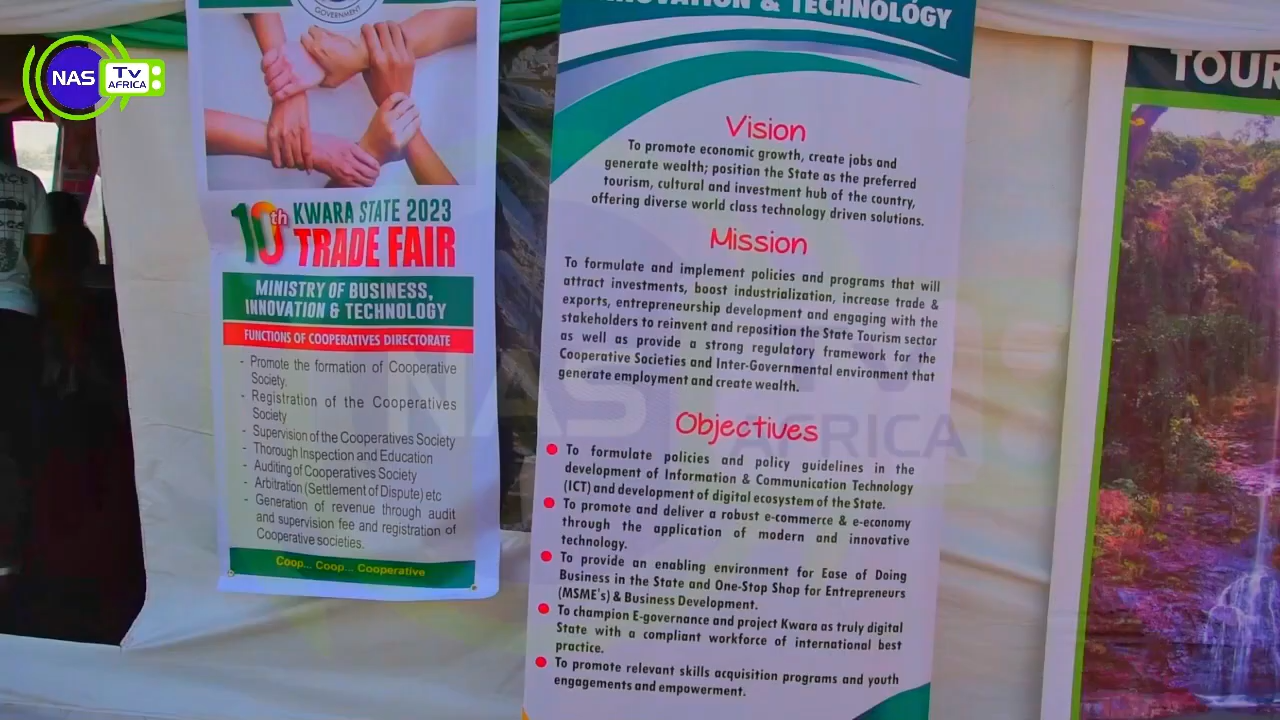 NAS
TV
AFRICA
GOVERNMENT
10th KWARA STATE 2023
TRADE FAIR
MINISTRY OF BUSINESS,
INNOVATION & TECHNOLOGY
FUNCTIONS OF COOPERATIVES DIRECTORATE
- Promote the formation of Cooperative
Society.
- Registration of the Cooperatives
Society
- Supervision of the Cooperatives Society
- Thorough Inspection and Education
- Auditing of Cooperatives Society
- Arbitration (Settlement of Dispute) etc
- Generation of revenue through audit
and supervision fee and registration of
Cooperative societies.
Coop... Coop... Cooperative
INNOVATION & TECHNOLOGY
Vision
To promote economic growth, create jobs and
generate wealth; position the State as the preferred
tourism, cultural and investment hub of the country,
offering diverse world class technology driven solutions.
Mission
To formulate and implement policies and programs that will
attract investments, boost industrialization, increase trade &
exports, entrepreneurship development and engaging with the
stakeholders to reinvent and reposition the State Tourism sector
as well as provide a strong regulatory framework for the
Cooperative Societies and Inter-Governmental environment that
generate employment and create wealth.
Objectives
To formulate policies and policy guidelines in the
development of Information & Communication Technology
(ICT) and development of digital ecosystem of the State.
To promote and deliver a robust e-commerce & e-economy
through the application of modern and innovative
technology.
To provide an enabling environment for Ease of Doing
Business in the State and One-Stop Shop for Entrepreneurs
(MSME's) & Business Development.
To champion E-governance and project Kwara as truly digital
State with a compliant workforce of international best
practice.
To promote relevant skills acquisition programs and youth
engagements and empowerment.
TOUR
NAS TV
AFRICA